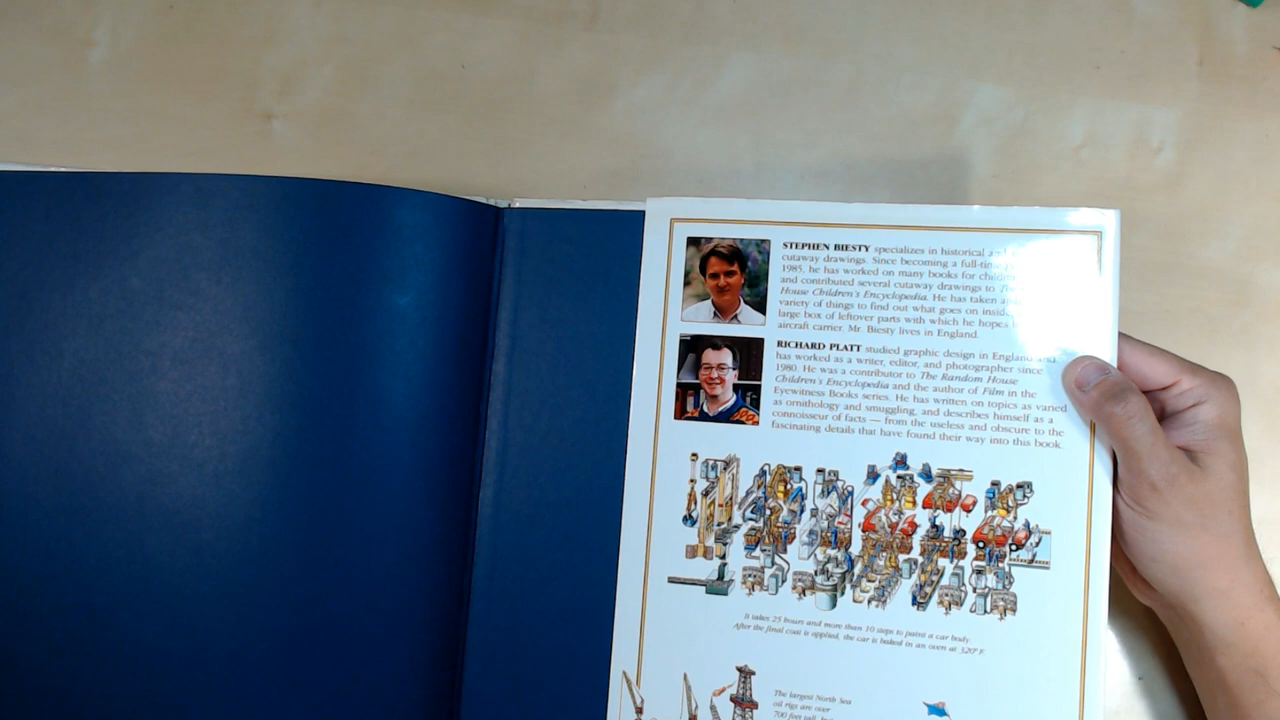 STEPHEN BIESTY specializes in historical
cutaway drawings. Since becoming a full-time
1985, he has worked on many books for
and contributed several cutaway drawings to
House Children's Encyclopedia. He has taken
variety of things to find out what goes on
large box of leftover parts with which he hopes
aircraft carrier. Mr. Biesty lives in England.
RICHARD PLATT studied graphic design in England and
has worked as a writer, editor, and photographer since
1980. He was a contributor to The Random House
Children's Encyclopedia and the author of Film in the
Eyewitness Books series. He has written on topics as varied
as ornithology and smuggling, and describes himself as a
connoisseur of facts — from the useless and obscure to the
fascinating details that have found their way into this book.
It takes 25 hours and more than 10 steps to paint a car body.
After the final coat is applied, the car is baked in an oven at 320° F.
The largest North Sea
oil rigs are over
700 feet tall,